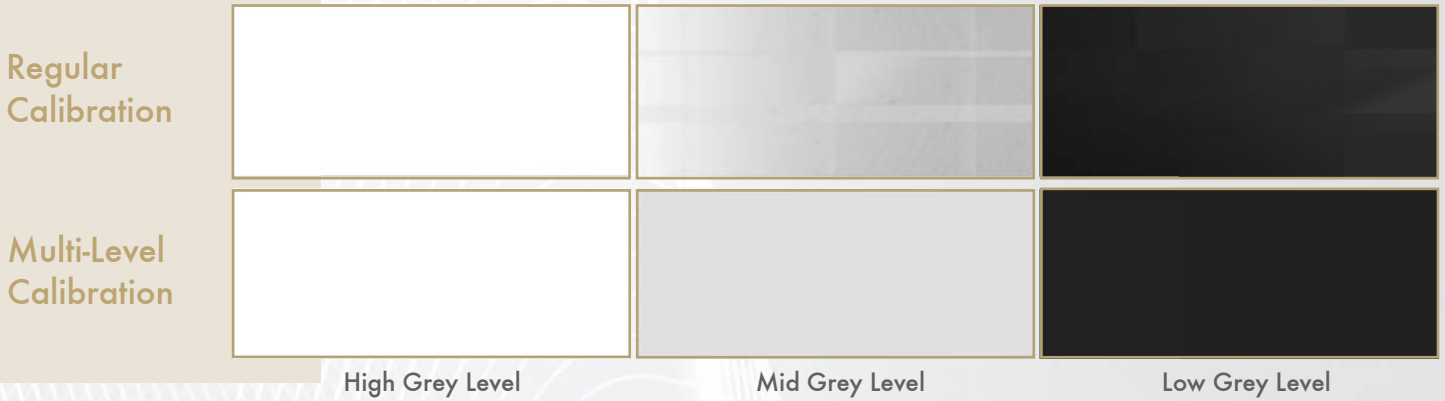 Regular
Calibration
Multi-Level
Calibration
High Grey Level
Mid Grey Level
Low Grey Level